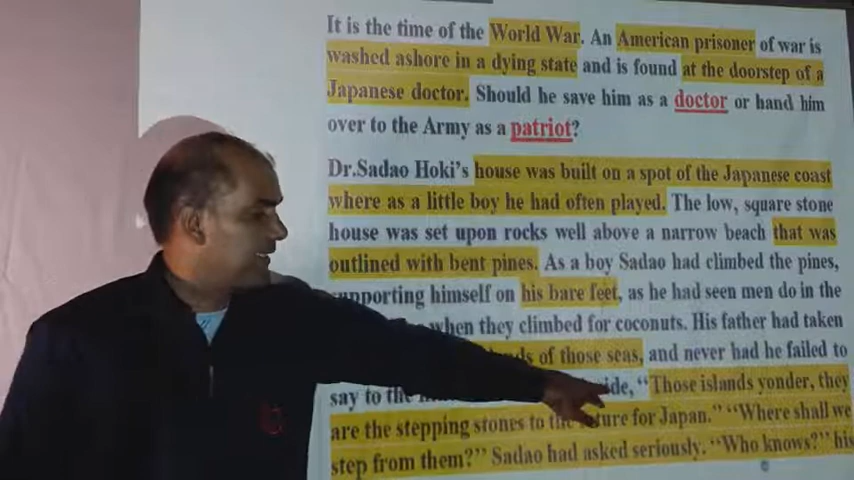 It is the time of the World War. An American prisoner of war is
washed ashore in a dying state and is found at the doorstep of a
Japanese doctor. Should he save him as a doctor or hand him
over to the Army as a patriot?
Dr.Sadao Hoki's house was built on a spot of the Japanese coast
where as a little boy he had often played. The low, square stone
house was set upon rocks well above a narrow beach that was
outlined with bent pines. As a boy Sadao had climbed the pines,
supporting himself on his bare feet, as he had seen men do in the
when they climbed for coconuts. His father had taken
of those seas, and never had he failed to
say to the "Those islands yonder, they
are the stepping stones to the future for Japan." "Where shall we
step from them?" Sadao had asked seriously. "Who knows?" his